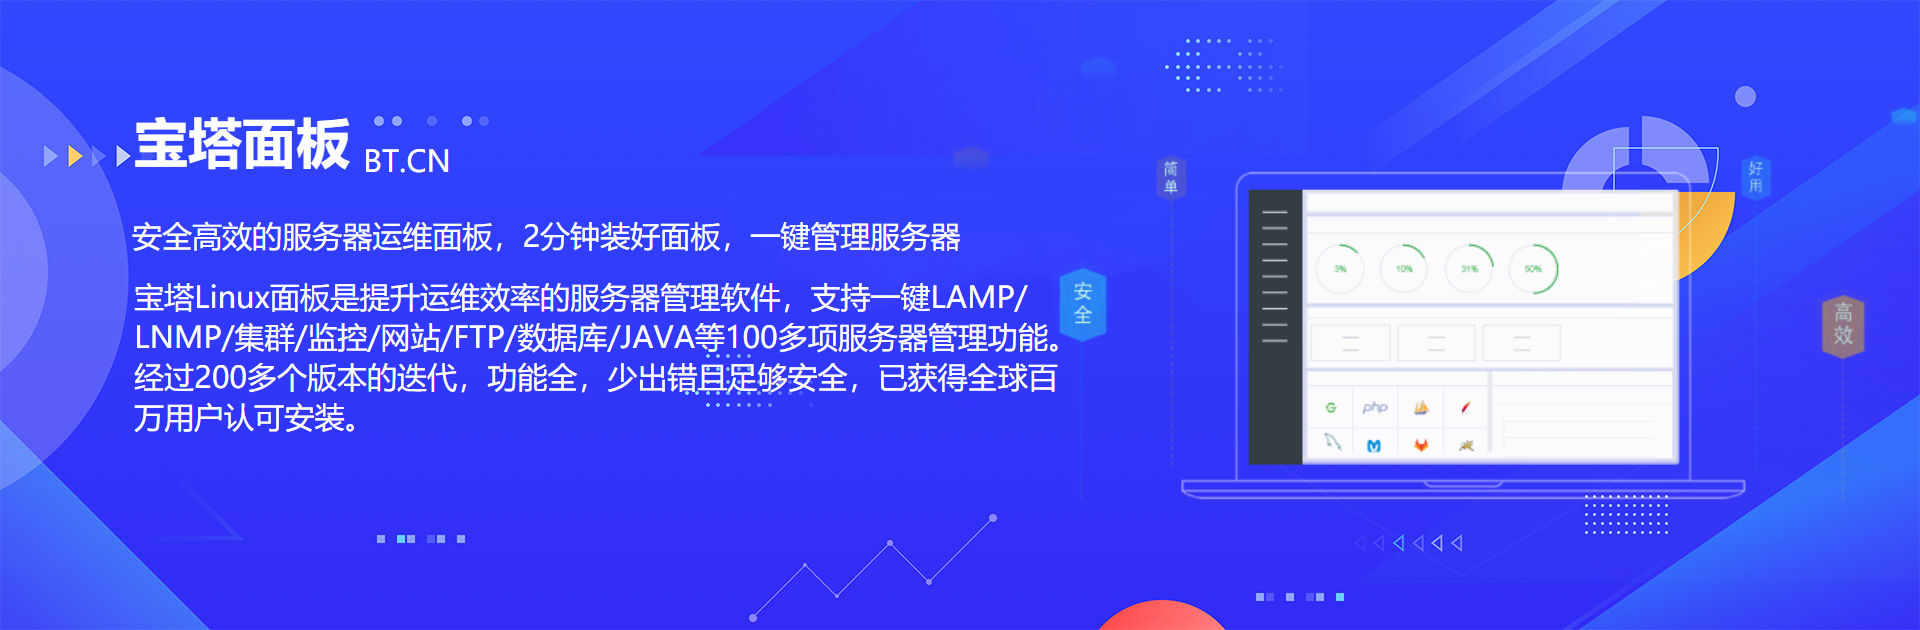 宝塔面板 BT.CN
安全高效的服务器运维面板，2分钟装好面板，一键管理服务器
宝塔Linux面板是提升运维效率的服务器管理软件，支持一键LAMP/
LNMP/集群/监控/网站/FTP/数据库/JAVA等100多项服务器管理功能。
经过200多个版本的迭代，功能全，少出错且足够安全，已获得全球百
万用户认可安装。
简单
好用
安全
高效
3%
10%
31%
50%
php